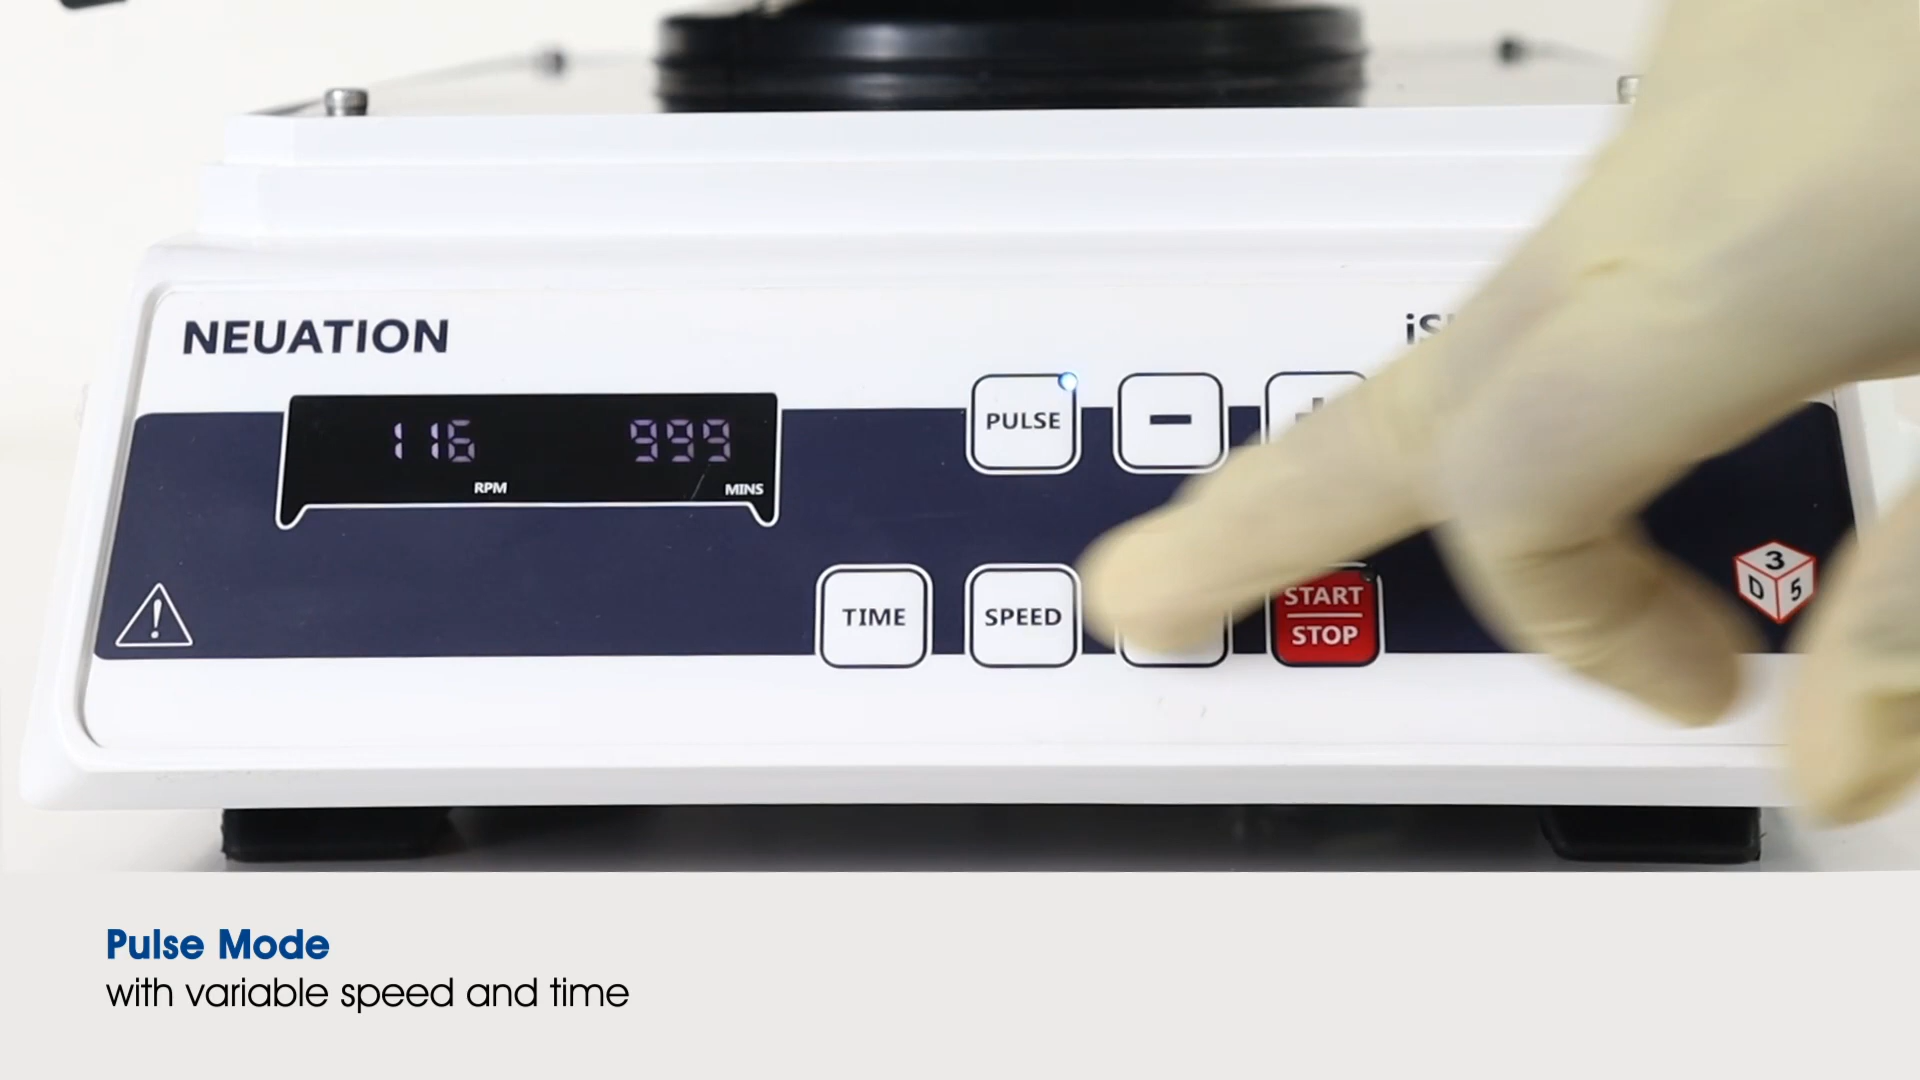 NEUATION
PULSE
116
999
RPM
MINS
TIME
SPEED
START
STOP
3
D 5
Pulse Mode
with variable speed and time